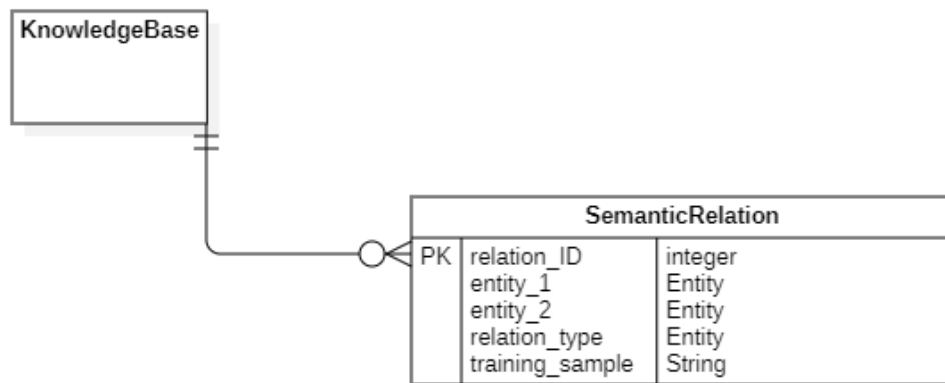 KnowledgeBase
SemanticRelation
PK relation_ID integer
entity_1 Entity
entity_2 Entity
relation_type Entity
training_sample String